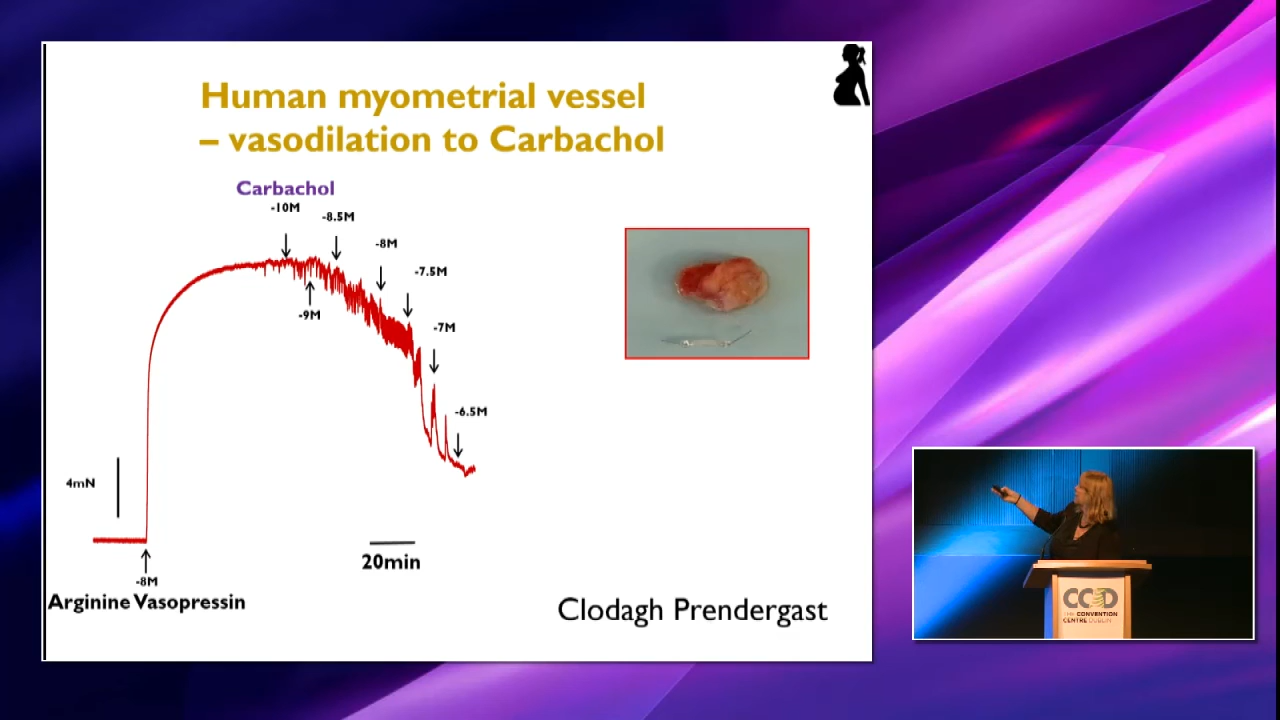 Human myometrial vessel
– vasodilation to Carbachol
Carbachol
-10M
-8.5M
-8M
-7.5M
-9M
-7M
-6.5M
4mN
20min
-8M
Arginine Vasopressin
Clodagh Prendergast
CCD
THE CONVENTION
CENTRE DUBLIN